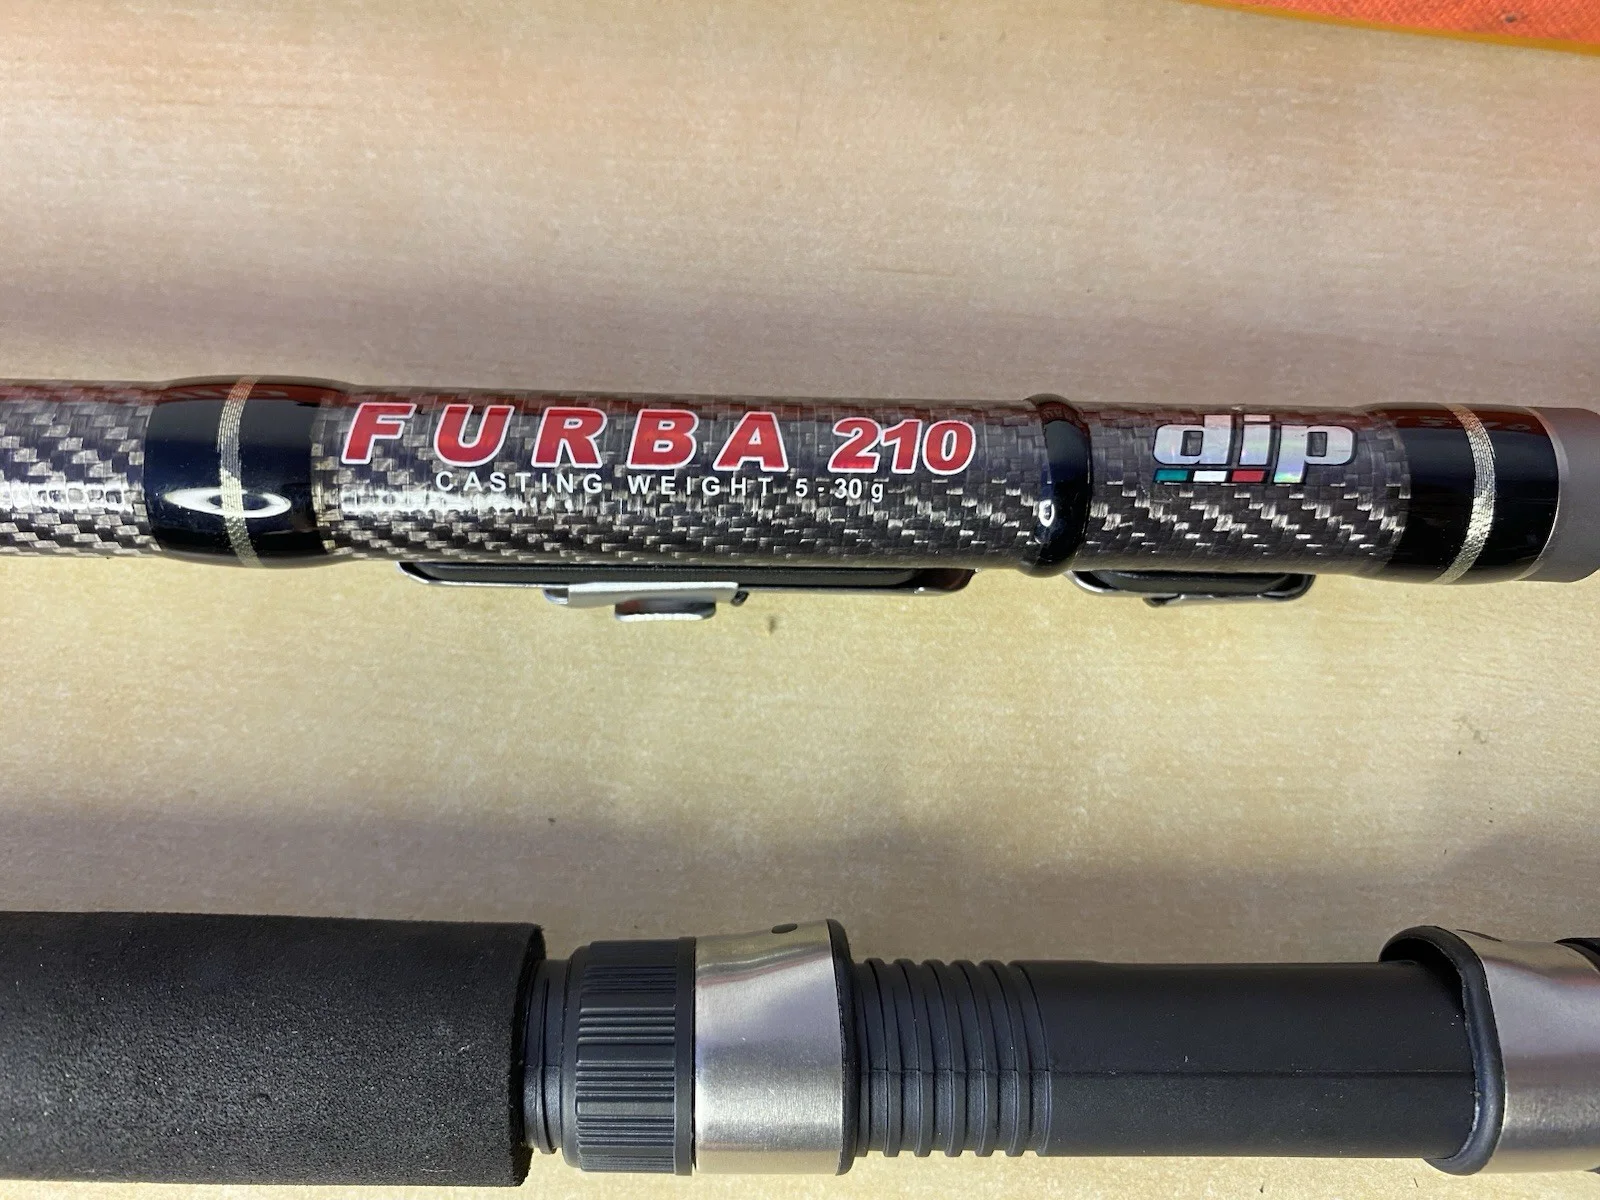 FURBA 210
CASTING WEIGHT 5-30g
dip